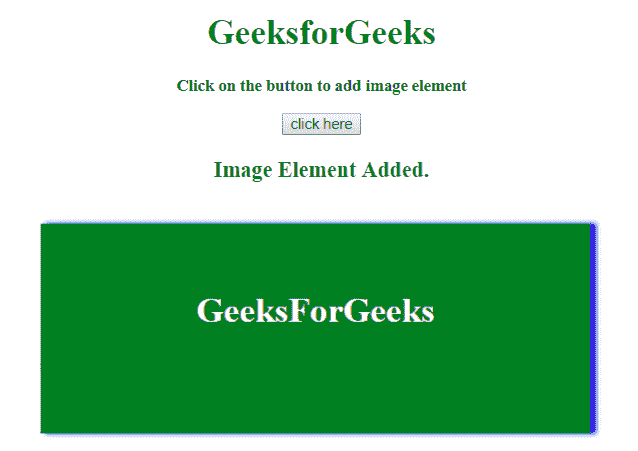 GeeksforGeeks
Click on the button to add image element
click here
Image Element Added.
GeeksForGeeks